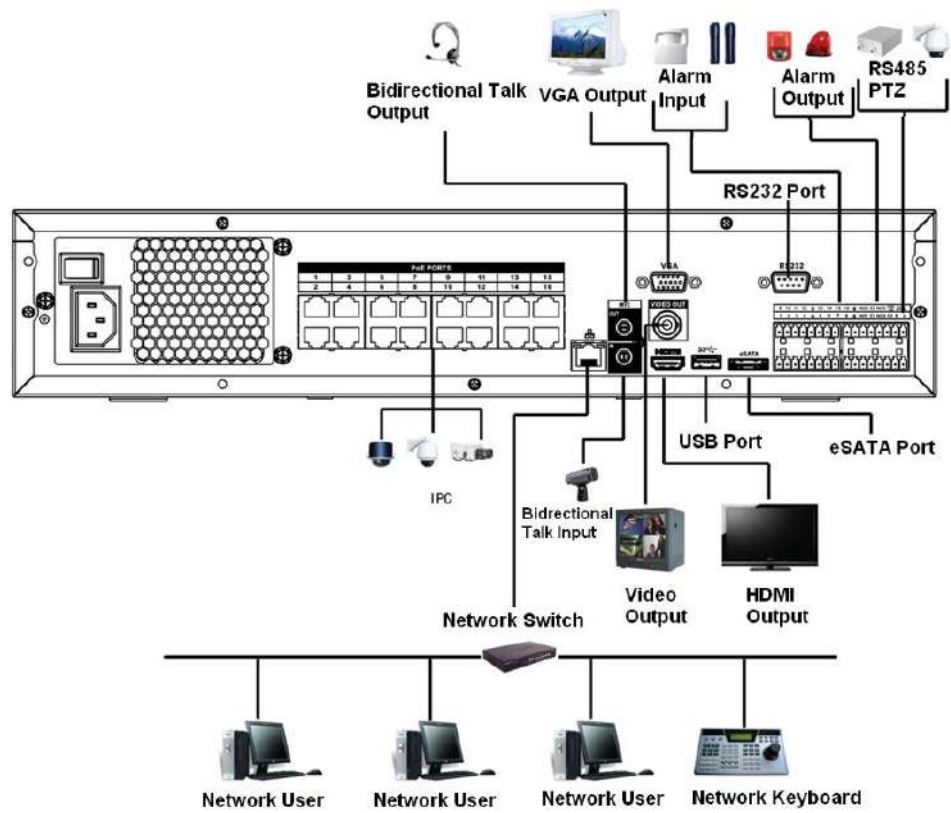 Bidirectional Talk
Output
VGA Output
Alarm
Input
Alarm
Output
RS485
PTZ
RS232 Port
PoE PORTS
1 3 5 7 9 11 13 15
2 4 6 8 10 12 14 16
MIC
OUT
VGA
VIDEO OUT
HDMI
RS232
eSATA
USB Port
eSATA Port
IPC
Bidrectional
Talk Input
Video
Output
HDMI
Output
Network Switch
Network User
Network User
Network User
Network Keyboard